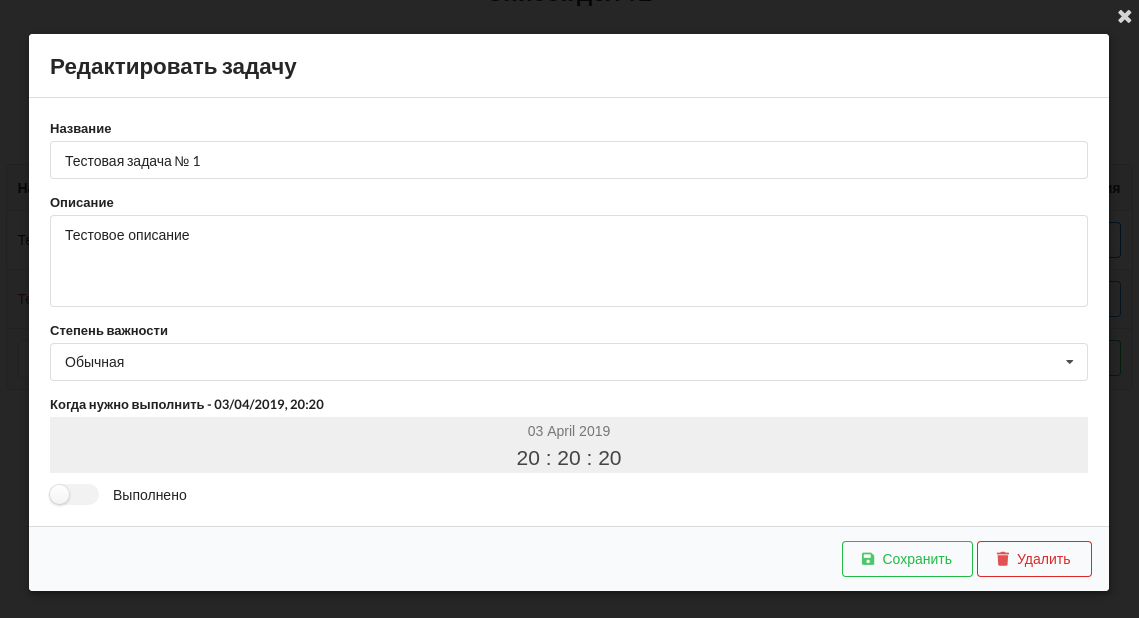 Редактировать задачу
Название
Тестовая задача № 1
Описание
Тестовое описание
Степень важности
Обычная
Когда нужно выполнить - 03/04/2019, 20:20
03 April 2019
20 : 20 : 20
Выполнено
Сохранить
Удалить